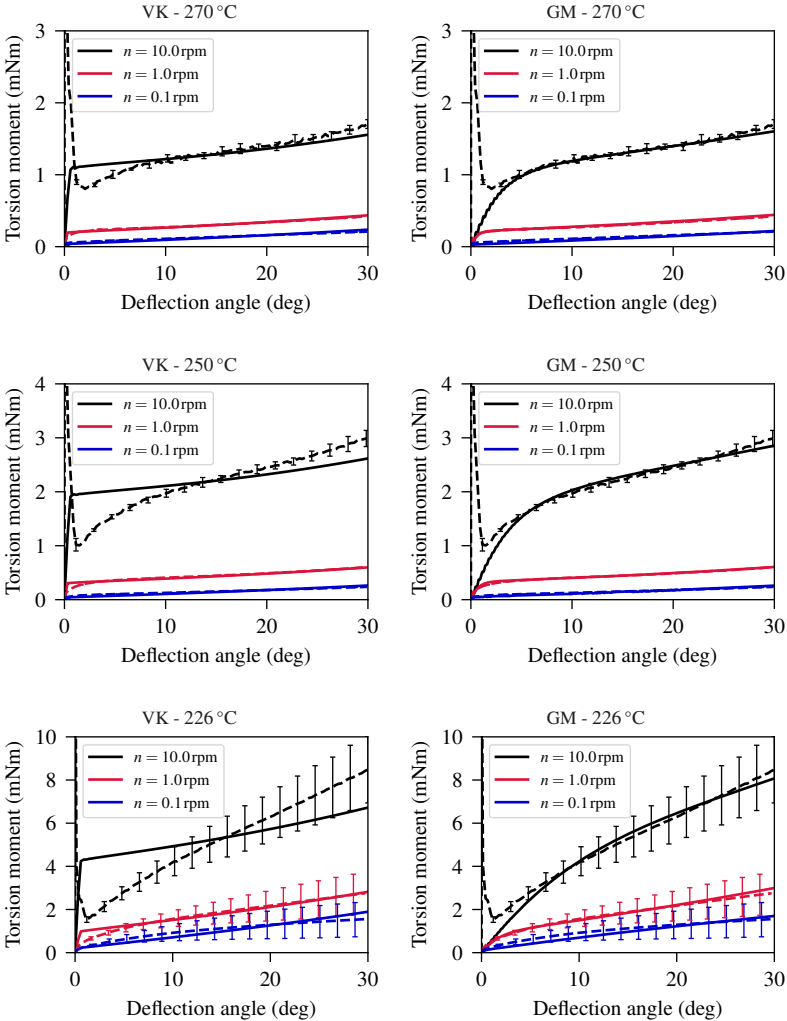 VK - 270 °C
3
2
1
0
0
10
20
30
Torsion moment (mNm)
Deflection angle (deg)
n = 10.0 rpm
n = 1.0 rpm
n = 0.1 rpm
GM - 270 °C
3
2
1
0
0
10
20
30
Torsion moment (mNm)
Deflection angle (deg)
n = 10.0 rpm
n = 1.0 rpm
n = 0.1 rpm
VK - 250 °C
4
3
2
1
0
0
10
20
30
Torsion moment (mNm)
Deflection angle (deg)
n = 10.0 rpm
n = 1.0 rpm
n = 0.1 rpm
GM - 250 °C
4
3
2
1
0
0
10
20
30
Torsion moment (mNm)
Deflection angle (deg)
n = 10.0 rpm
n = 1.0 rpm
n = 0.1 rpm
VK - 226 °C
10
8
6
4
2
0
0
10
20
30
Torsion moment (mNm)
Deflection angle (deg)
n = 10.0 rpm
n = 1.0 rpm
n = 0.1 rpm
GM - 226 °C
10
8
6
4
2
0
0
10
20
30
Torsion moment (mNm)
Deflection angle (deg)
n = 10.0 rpm
n = 1.0 rpm
n = 0.1 rpm